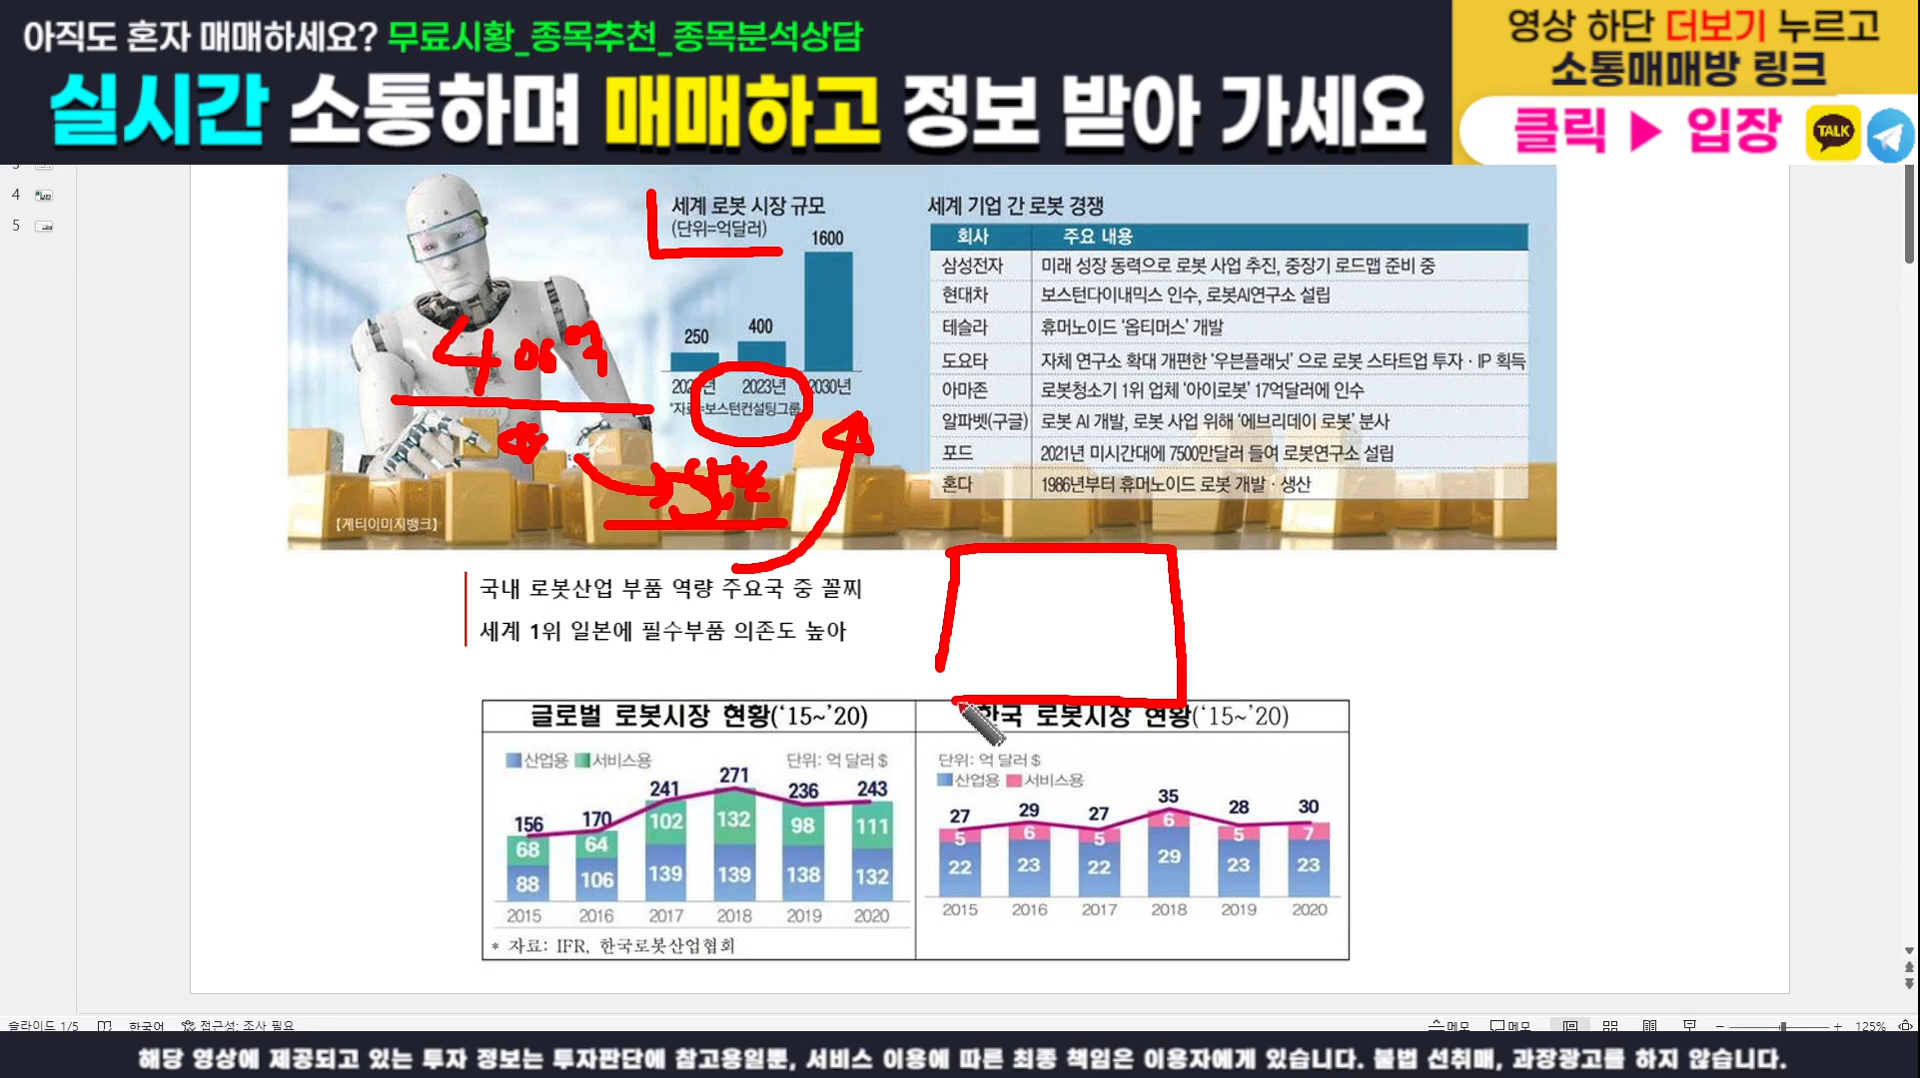 아직도 혼자 매매하세요? 무료시황_종목추천_종목분석상담
실시간 소통하며 매매하고 정보 받아 가세요
영상 하단 더보기 누르고
소통매매방 링크
클릭 ▶ 입장
TALK
4
5
세계 로봇 시장 규모
(단위=억달러)
250
400
1600
2023년
2030년
【게티이미지뱅크】
세계 기업 간 로봇 경쟁
회사 주요 내용
삼성전자 미래 성장 동력으로 로봇 사업 추진, 중장기 로드맵 준비 중
현대차 보스턴다이내믹스 인수, 로봇AI연구소 설립
테슬라 휴머노이드 ‘옵티머스’ 개발
도요타 자체 연구소 확대 개편한 ‘우븐플래닛’ 으로 로봇 스타트업 투자·IP 획득
아마존 로봇청소기 1위 업체 ‘아이로봇’ 17억달러에 인수
알파벳(구글) 로봇 AI 개발, 로봇 사업 위해 ‘에브리데이 로봇’ 분사
포드 2021년 미시간대에 7500만달러 들여 로봇연구소 설립
혼다 1986년부터 휴머노이드 로봇 개발·생산
국내 로봇산업 부품 역량 주요국 중 꼴찌
세계 1위 일본에 필수부품 의존도 높아
글로벌 로봇시장 현황(‘15~’20)
산업용 서비스용 단위: 억 달러 $
156 170 241 271 236 243
68 64 102 132 98 111
88 106 139 139 138 132
2015 2016 2017 2018 2019 2020
* 자료: IFR, 한국로봇산업협회
한국 로봇시장 현황(‘15~’20)
단위: 억 달러 $
산업용 서비스용
27 29 27 35 28 30
5 6 5 6 5 7
22 23 22 29 23 23
2015 2016 2017 2018 2019 2020
슬라이드 1/5 한국어 접근성: 조사 필요 메모 메모 125%
해당 영상에 제공되고 있는 투자 정보는 투자판단에 참고용일뿐, 서비스 이용에 따른 최종 책임은 이용자에게 있습니다. 불법 선취매, 과장광고를 하지 않습니다.